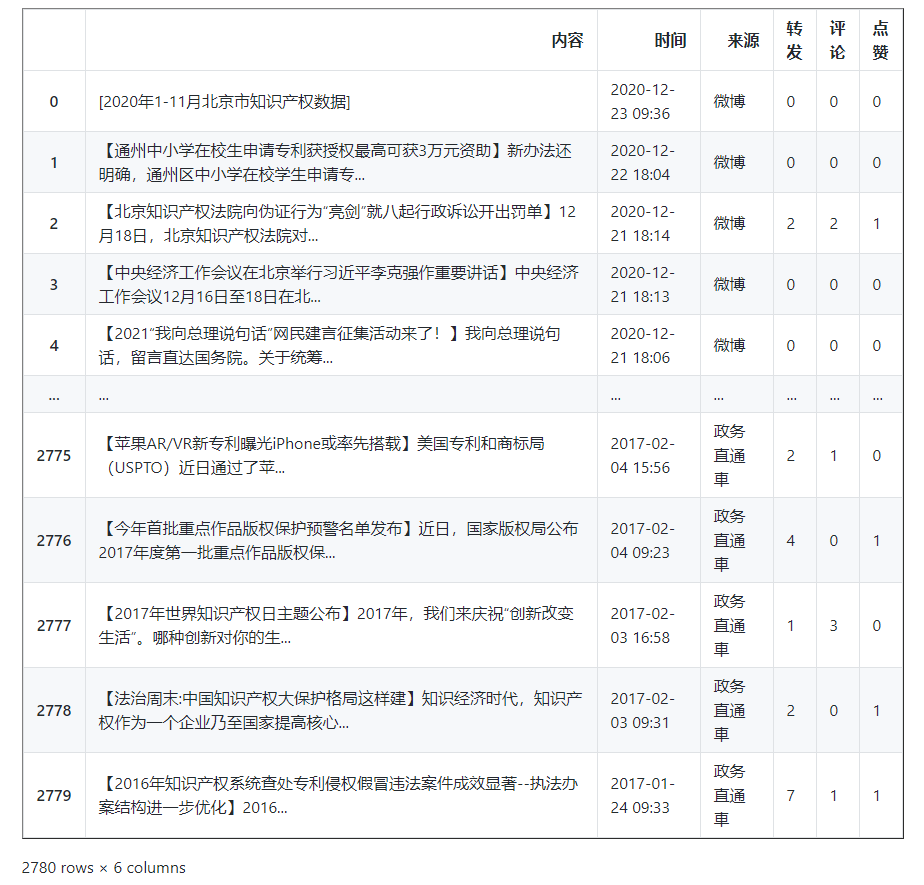 内容 时间 来源 转发 评论 点赞
0 [2020年1-11月北京市知识产权数据] 2020-12-23 09:36 微博 0 0 0
1 【通州中小学在校生申请专利获授权最高可获3万元资助】新办法还明确，通州区中小学在校学生申请专... 2020-12-22 18:04 微博 0 0 0
2 【北京知识产权法院向伪证行为“亮剑”就八起行政诉讼开出罚单】12月18日，北京知识产权法院对... 2020-12-21 18:14 微博 2 2 1
3 【中央经济工作会议在北京举行习近平李克强作重要讲话】中央经济工作会议12月16日至18日在北... 2020-12-21 18:13 微博 0 0 0
4 【2021“我向总理说句话”网民建言征集活动来了！】我向总理说句话，留言直达国务院。关于统筹... 2020-12-21 18:06 微博 0 0 0
... ... ... ... ... ... ...
2775 【苹果AR/VR新专利曝光iPhone或率先搭载】美国专利和商标局（USPTO）近日通过了苹... 2017-02-04 15:56 政务直通車 2 1 0
2776 【今年首批重点作品版权保护预警名单发布】近日，国家版权局公布2017年度第一批重点作品版权保... 2017-02-04 09:23 政务直通車 4 0 1
2777 【2017年世界知识产权日主题公布】2017年，我们来庆祝“创新改变生活”。哪种创新对你的生... 2017-02-03 16:58 政务直通車 1 3 0
2778 【法治周末:中国知识产权大保护格局这样建】知识经济时代，知识产权作为一个企业乃至国家提高核心... 2017-02-03 09:31 政务直通車 2 0 1
2779 【2016年知识产权系统查处专利侵权假冒违法案件成效显著--执法办案结构进一步优化】2016... 2017-01-24 09:33 政务直通車 7 1 1
2780 rows × 6 columns